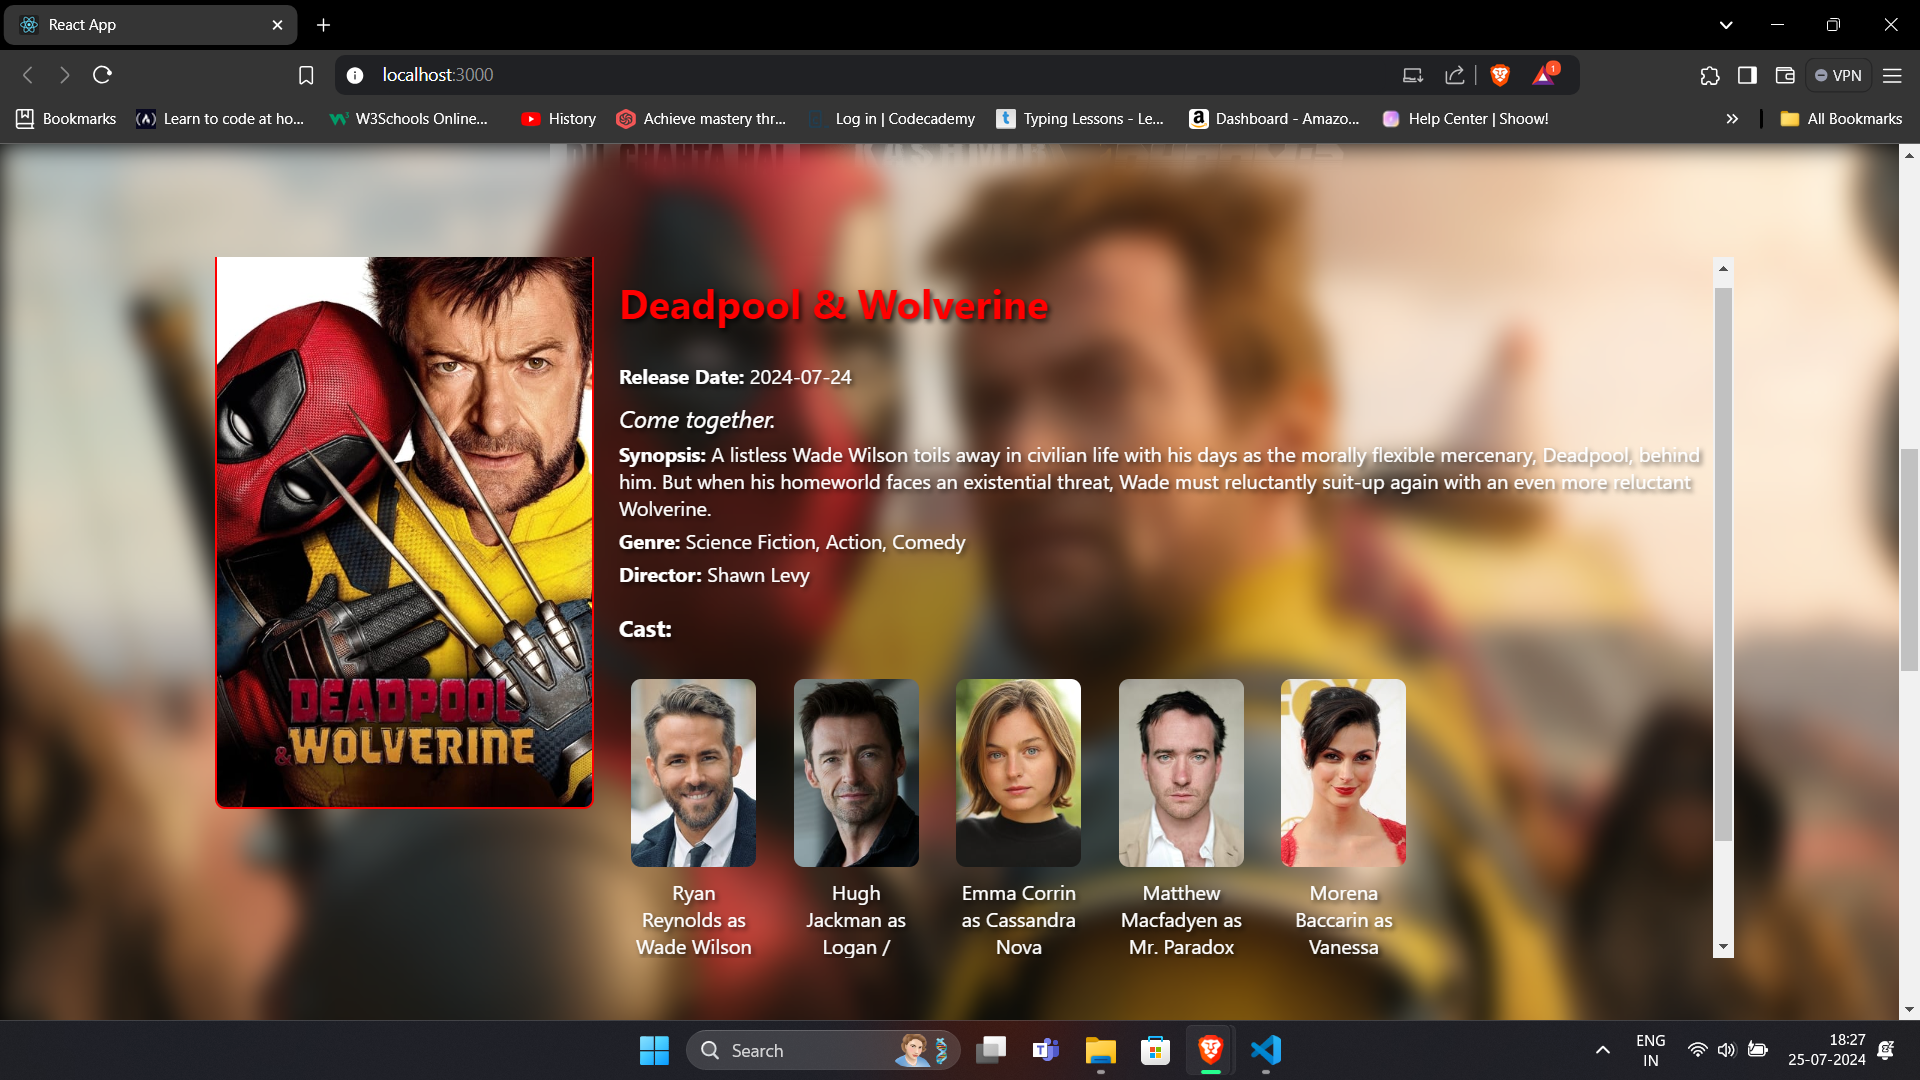 React App
localhost:3000
1
VPN
Bookmarks
Learn to code at ho...
W3Schools Online...
History
Achieve mastery thr...
Log in | Codecademy
Typing Lessons - Le...
Dashboard - Amazo...
Help Center | Shoow!
All Bookmarks
Deadpool & Wolverine
Release Date: 2024-07-24
Come together.
Synopsis: A listless Wade Wilson toils away in civilian life with his days as the morally flexible mercenary, Deadpool, behind
him. But when his homeworld faces an existential threat, Wade must reluctantly suit-up again with an even more reluctant
Wolverine.
Genre: Science Fiction, Action, Comedy
Director: Shawn Levy
Cast:
DEADPOOL
&WOLVERINE
Ryan
Reynolds as
Wade Wilson
Hugh
Jackman as
Logan /
Emma Corrin
as Cassandra
Nova
Matthew
Macfadyen as
Mr. Paradox
Morena
Baccarin as
Vanessa
Search
ENG
IN
18:27
25-07-2024